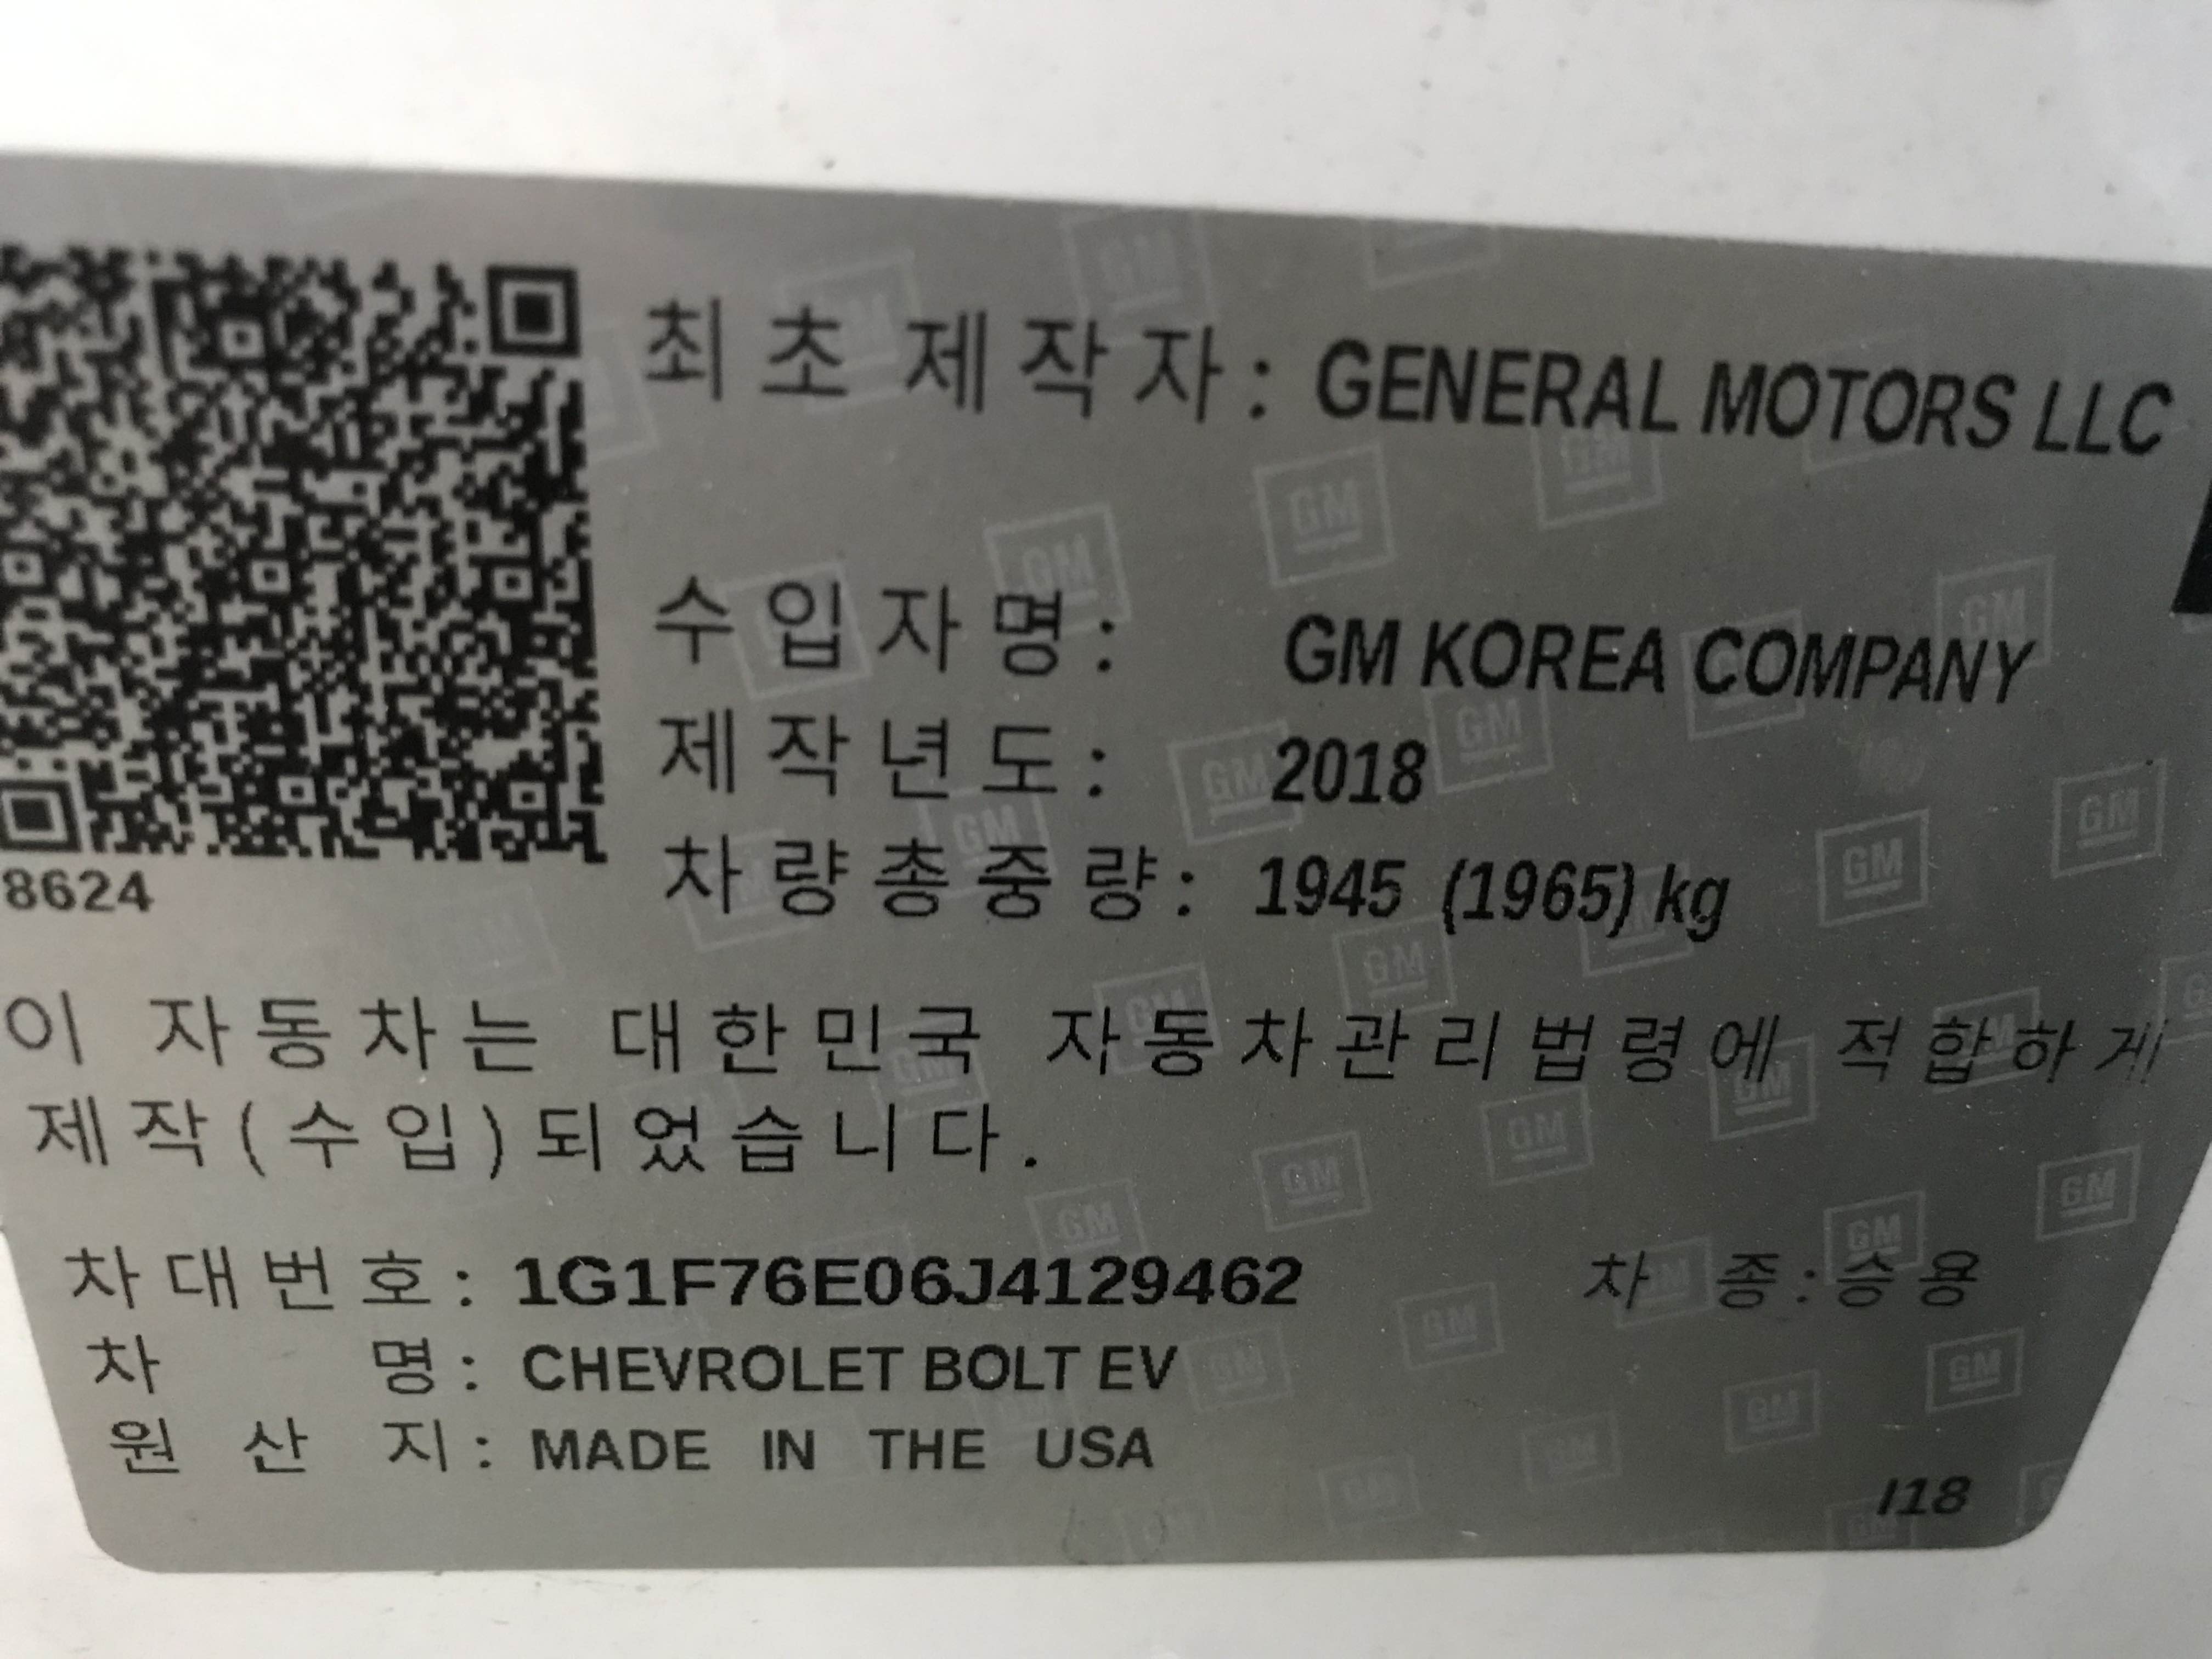 최초제작자: GENERAL MOTORS LLC
수입자명: GM KOREA COMPANY
제작년도: 2018
차량총중량: 1945 (1965) kg
8624
이 자동차는 대한민국 자동차관리법령에 적합하게
제작(수입)되었습니다.
차대번호: 1G1F76E06J4129462 차 종:승용
차 명: CHEVROLET BOLT EV
원 산 지: MADE IN THE USA
I18